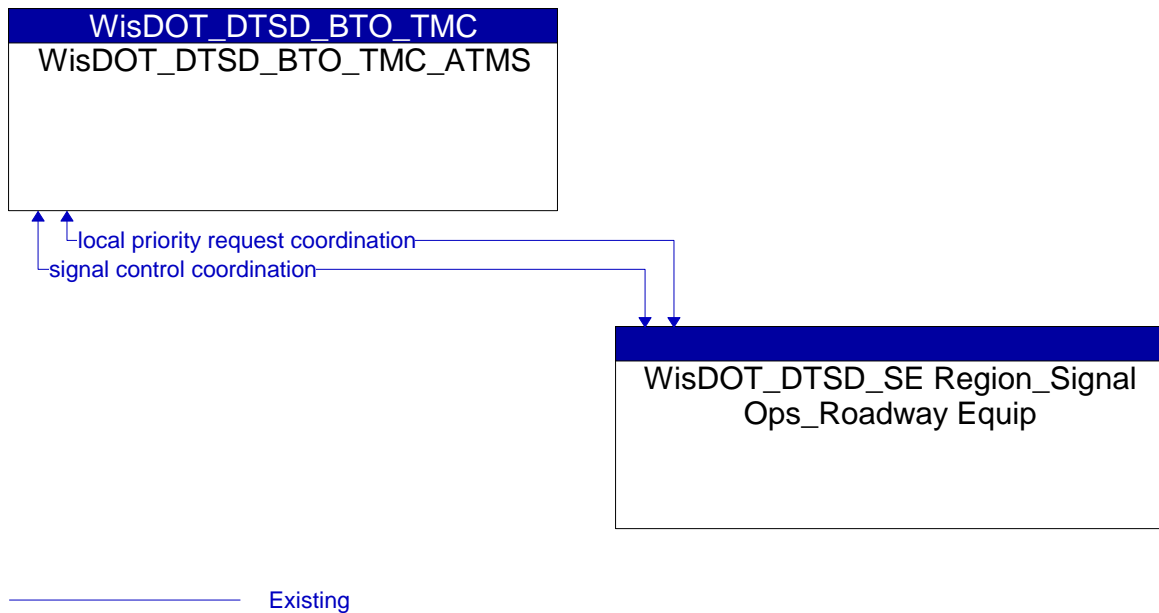 WisDOT_DTSD_BTO_TMC
WisDOT_DTSD_BTO_TMC_ATMS
local priority request coordination
signal control coordination
WisDOT_DTSD_SE Region_Signal
Ops_Roadway Equip
Existing